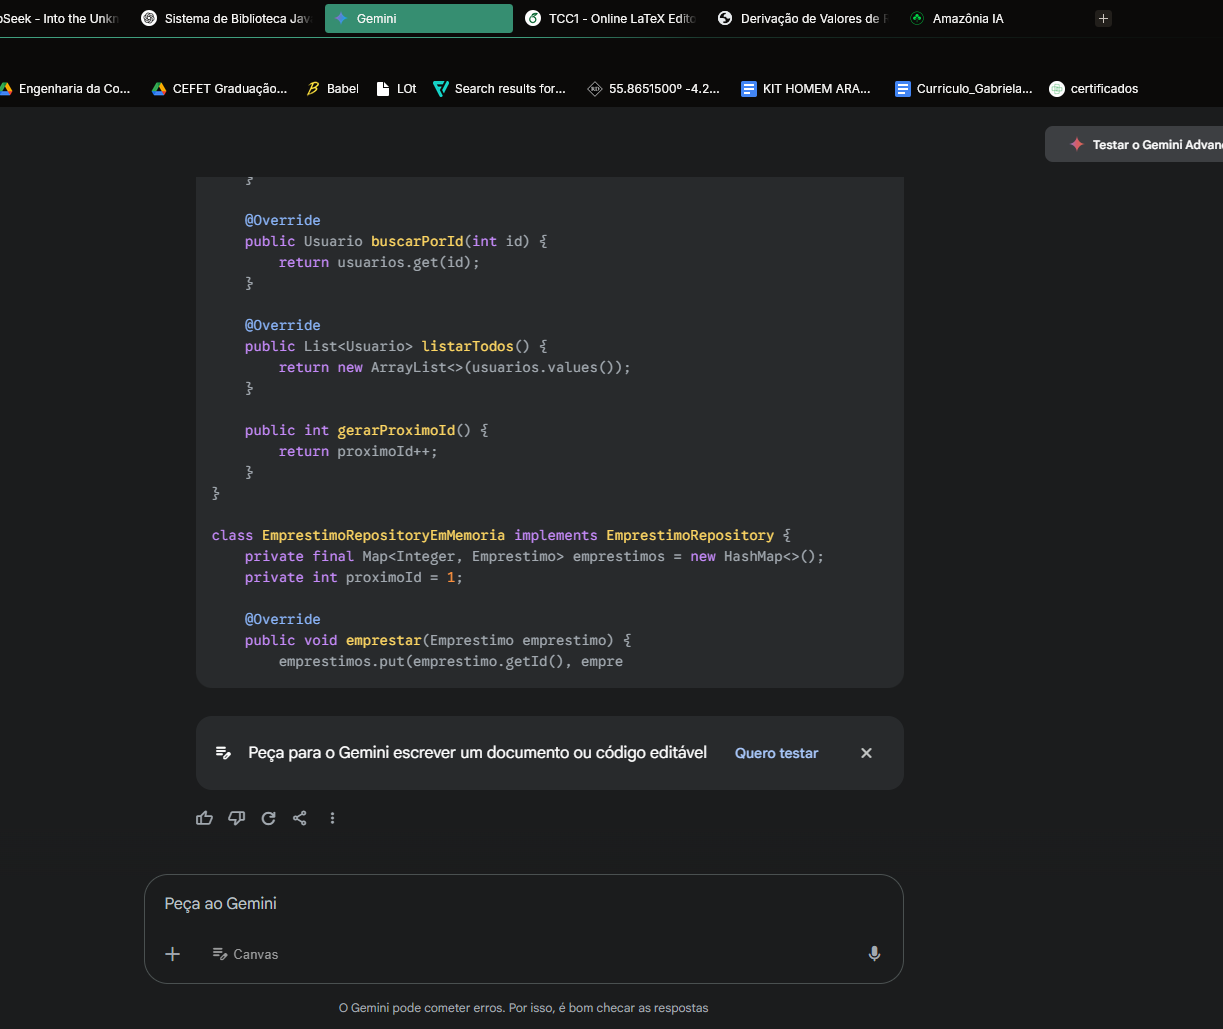 oSeek - Into the Unkn
Sistema de Biblioteca Jav
Gemini
TCC1 - Online LaTeX Edito
Derivação de Valores de F
Amazônia IA
Engenharia da Co...
CEFET Graduação...
Babel
LOt
Search results for...
55.8651500º -4.2...
KIT HOMEM ARA...
Curriculo_Gabriela...
certificados
Testar o Gemini Advan
}
@Override
public Usuario buscarPorId(int id) {
return usuarios.get(id);
}
@Override
public List<Usuario> listarTodos() {
return new ArrayList<>(usuarios.values());
}
public int gerarProximoId() {
return proximoId++;
}
}
class EmprestimoRepositoryEmMemoria implements EmprestimoRepository {
private final Map<Integer, Emprestimo> emprestimos = new HashMap<>();
private int proximoId = 1;
@Override
public void emprestar(Emprestimo emprestimo) {
emprestimos.put(emprestimo.getId(), empre
Peça para o Gemini escrever um documento ou código editável
Quero testar
Peça ao Gemini
Canvas
O Gemini pode cometer erros. Por isso, é bom checar as respostas